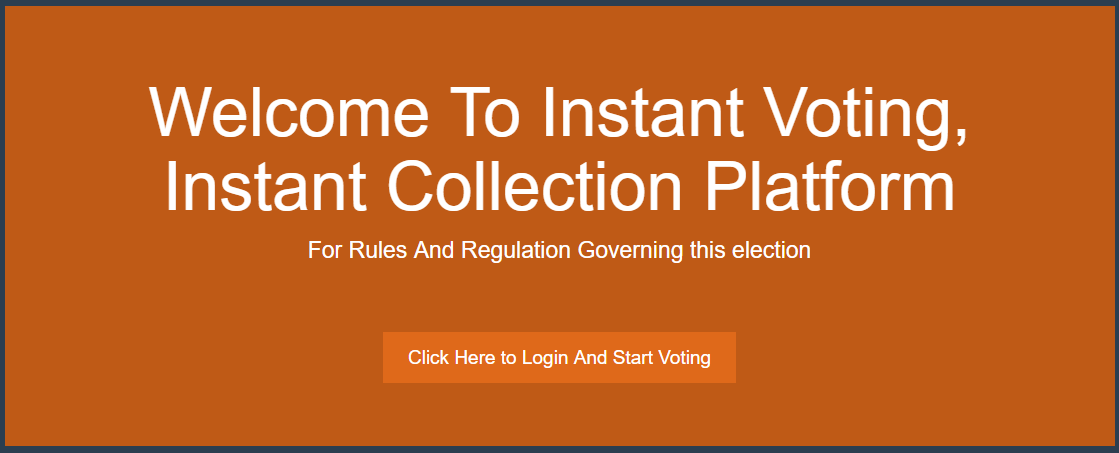 Welcome To Instant Voting,
Instant Collection Platform
For Rules And Regulation Governing this election
Click Here to Login And Start Voting